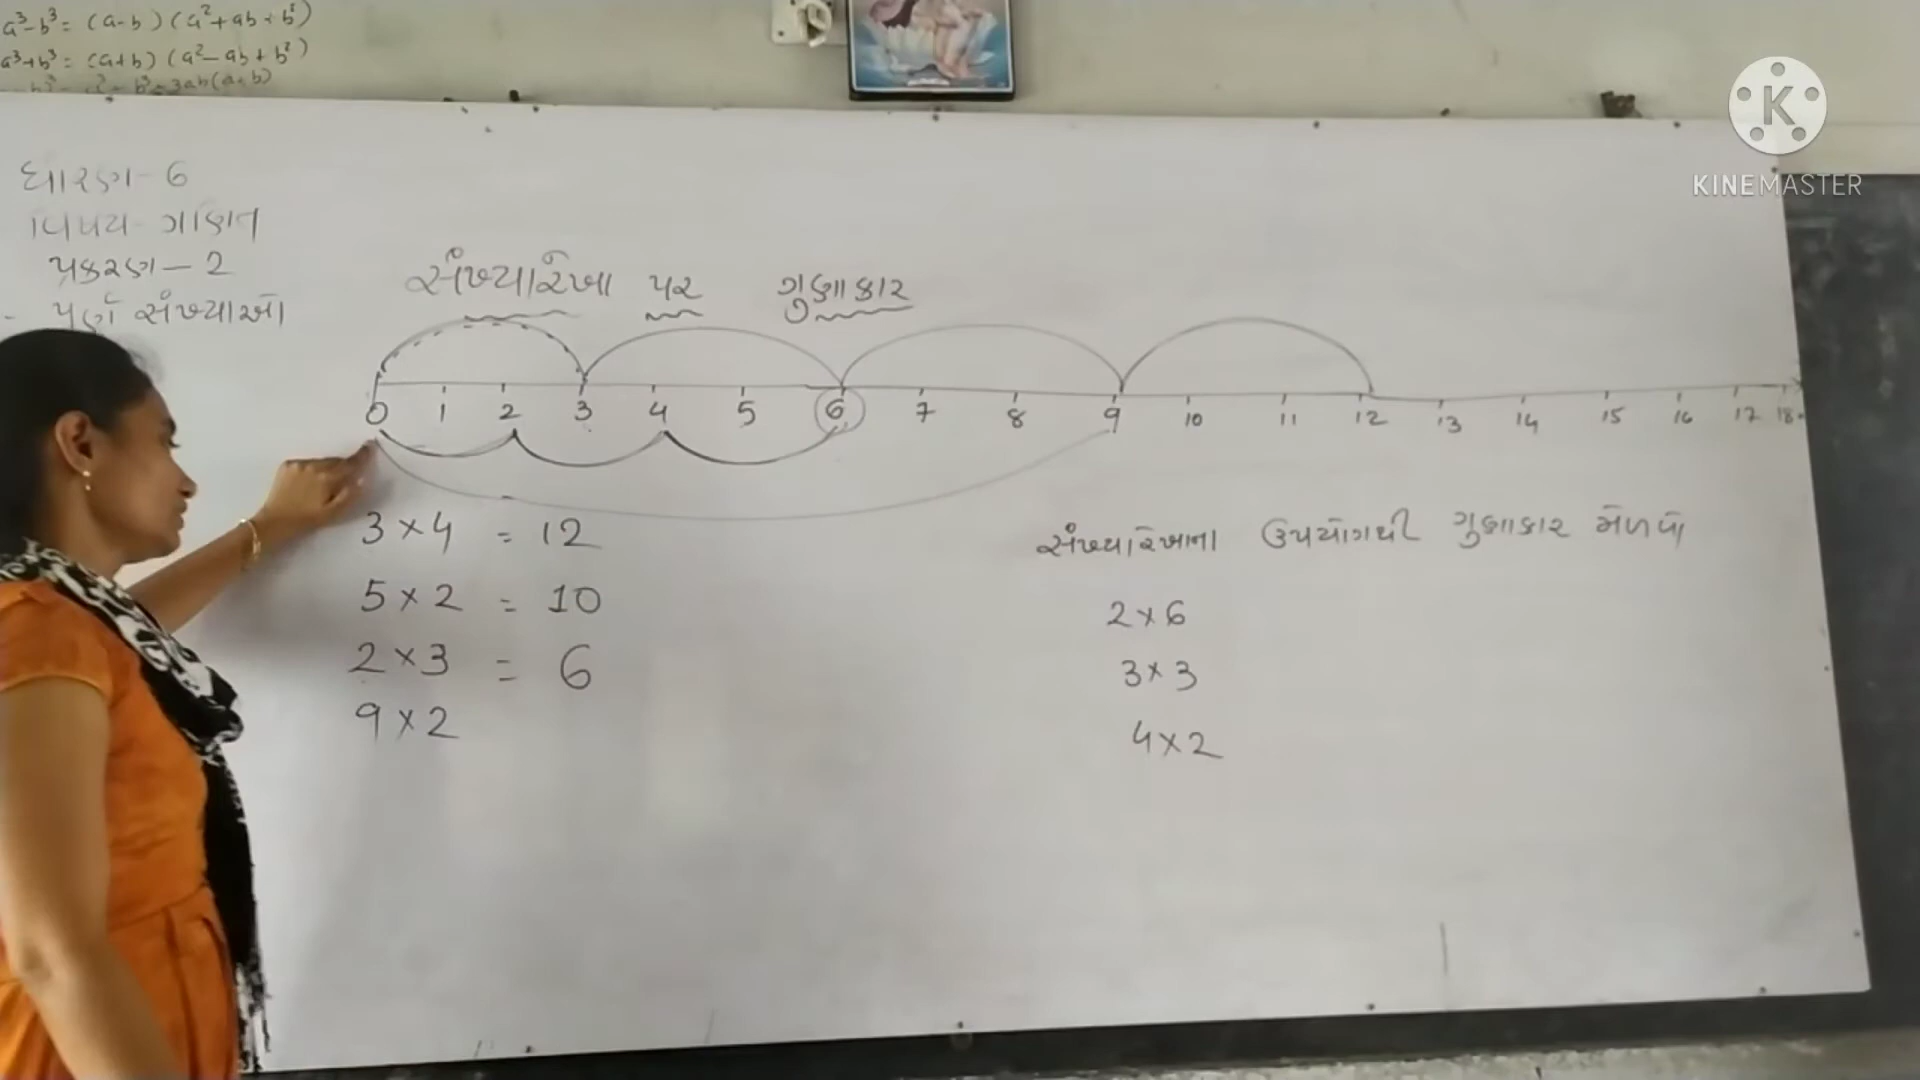 a³-b³ = (a-b) (a²+ab+b²)
a³+b³ = (a+b) (a²-ab+b²)
KINEMASTER
ધોરણ-6
વિષય-ગણિત
પ્રકરણ-2
પૂર્ણ સંખ્યાઓ
સંખ્યારેખા પર ગુણાકાર
0 1 2 3 4 5 6 7 8 9 10 11 12 13 14 15 16 17 18
3×4 = 12
5×2 = 10
2×3 = 6
9×2
સંખ્યારેખાના ઉપયોગથી ગુણાકાર મેળવો
2×6
3×3
4×2